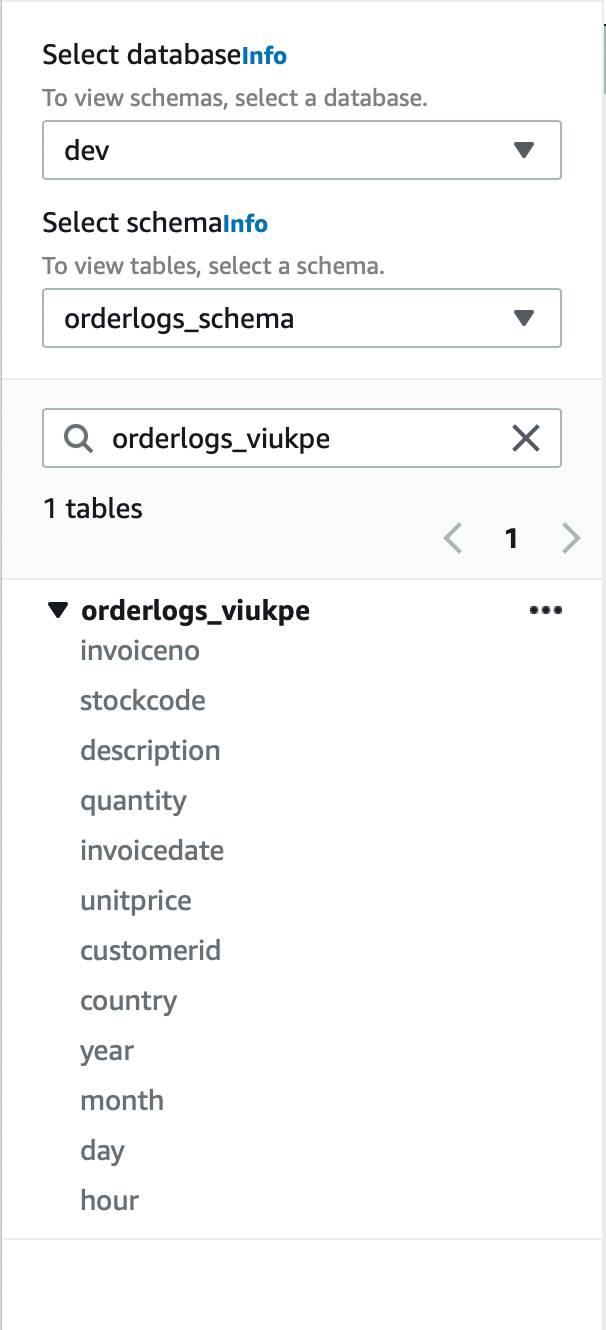 Select databaseInfo
To view schemas, select a database.
dev
Select schemaInfo
To view tables, select a schema.
orderlogs_schema
orderlogs_viukpe
1 tables
1
orderlogs_viukpe
invoiceno
stockcode
description
quantity
invoicedate
unitprice
customerid
country
year
month
day
hour